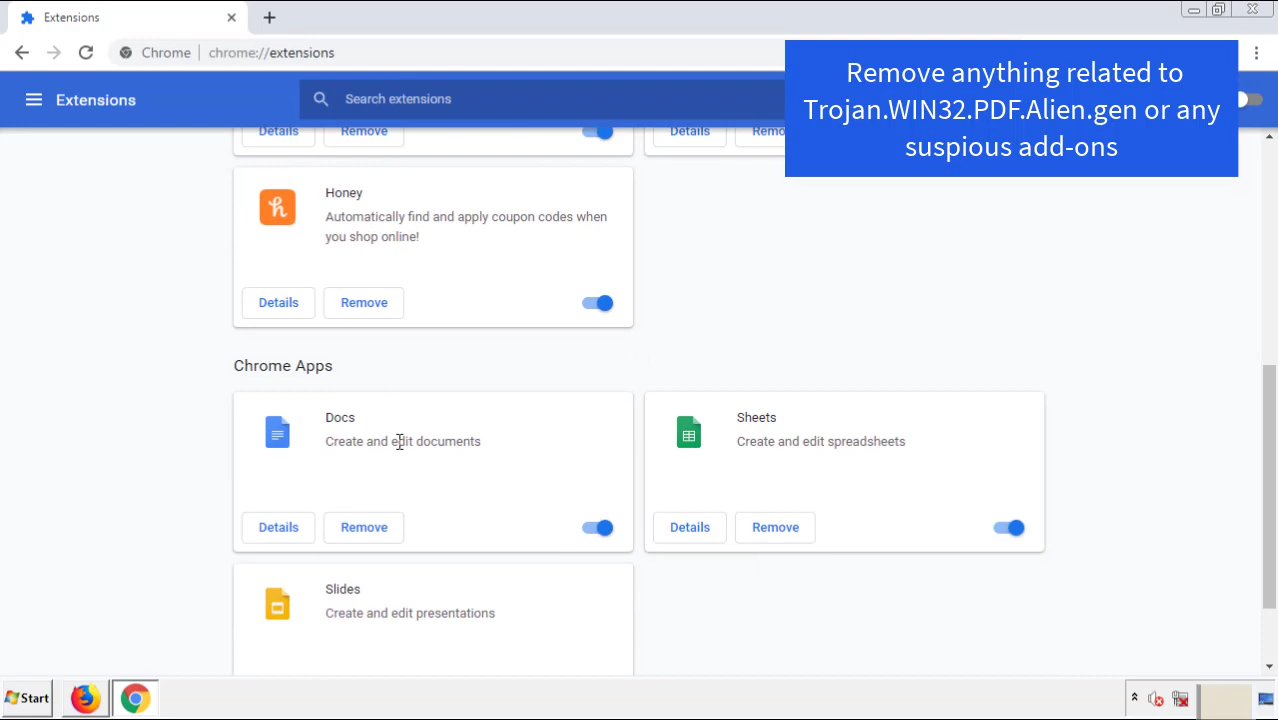 Extensions
Chrome
chrome://extensions
Remove anything related to
Trojan.WIN32.PDF.Alien.gen or any
suspious add-ons
Extensions
Search extensions
Details
Remove
Details
Remo
Honey
Automatically find and apply coupon codes when
you shop online!
Details
Remove
Chrome Apps
Docs
Create and edit documents
Details
Remove
Sheets
Create and edit spreadsheets
Details
Remove
Slides
Create and edit presentations
Start